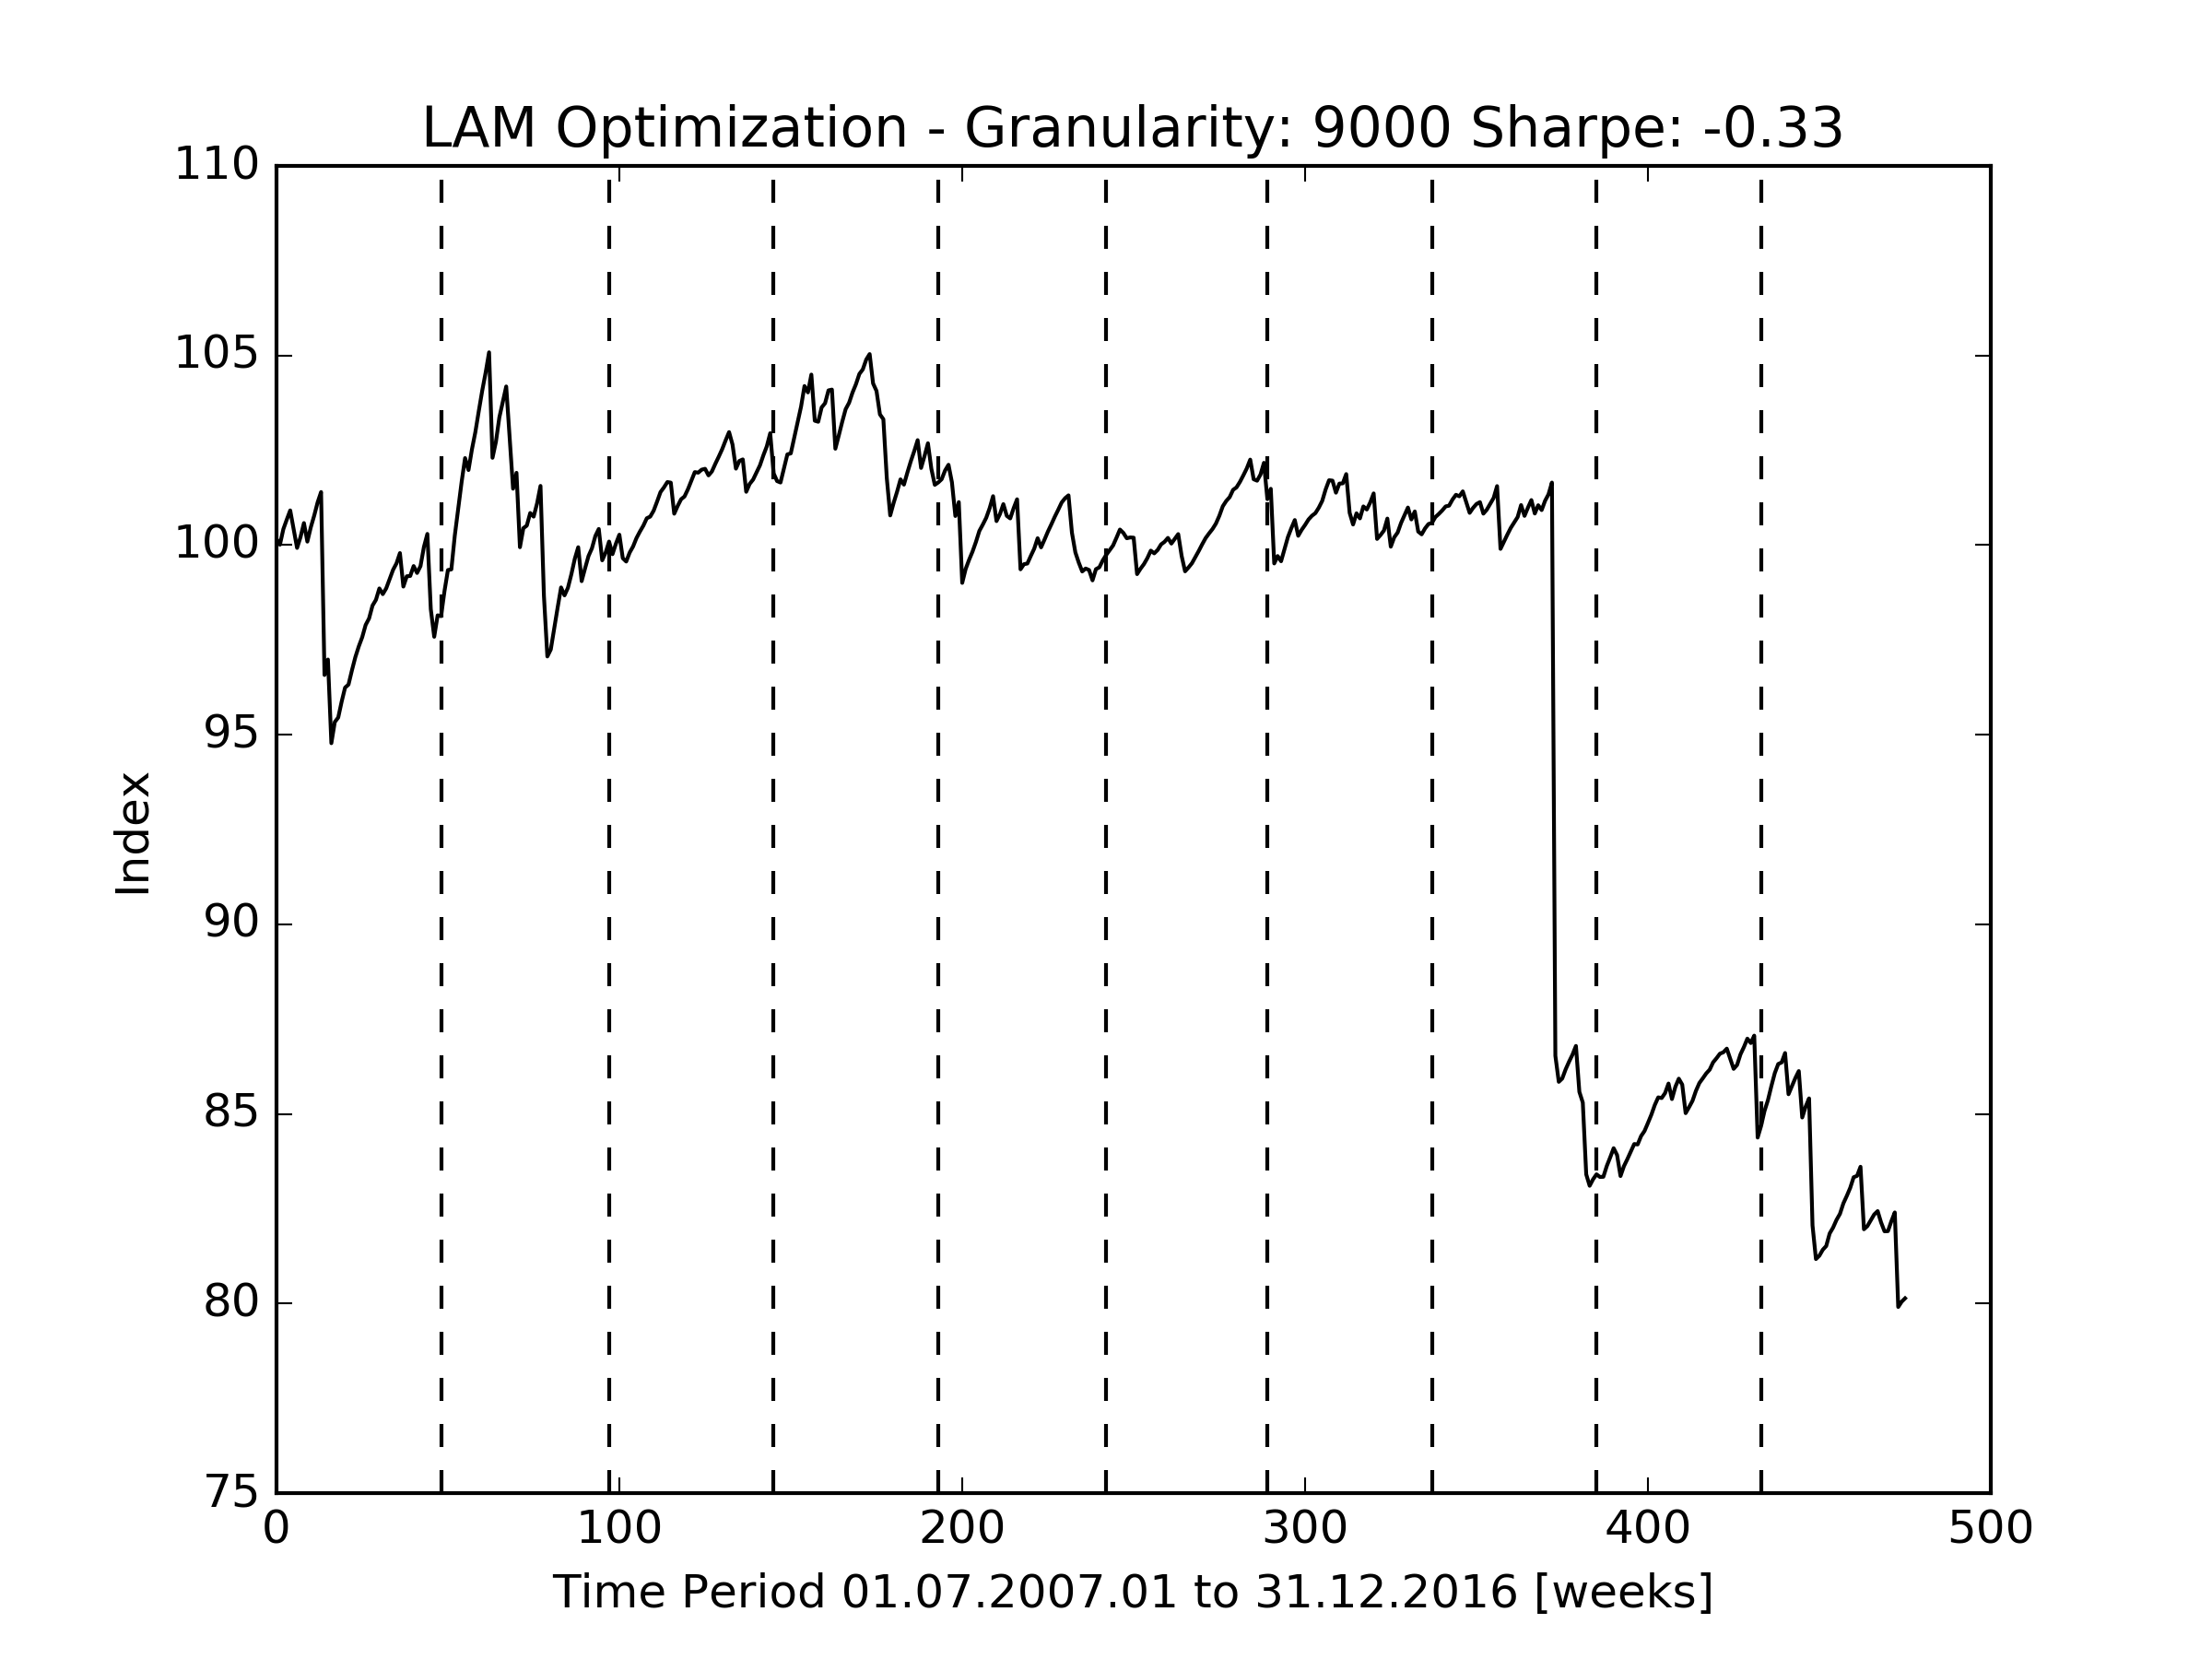 LAM Optimization - Granularity: 9000 Sharpe: -0.33
110
105
100
95
90
85
80
75
Index
0 100 200 300 400 500
Time Period 01.07.2007.01 to 31.12.2016 [weeks]